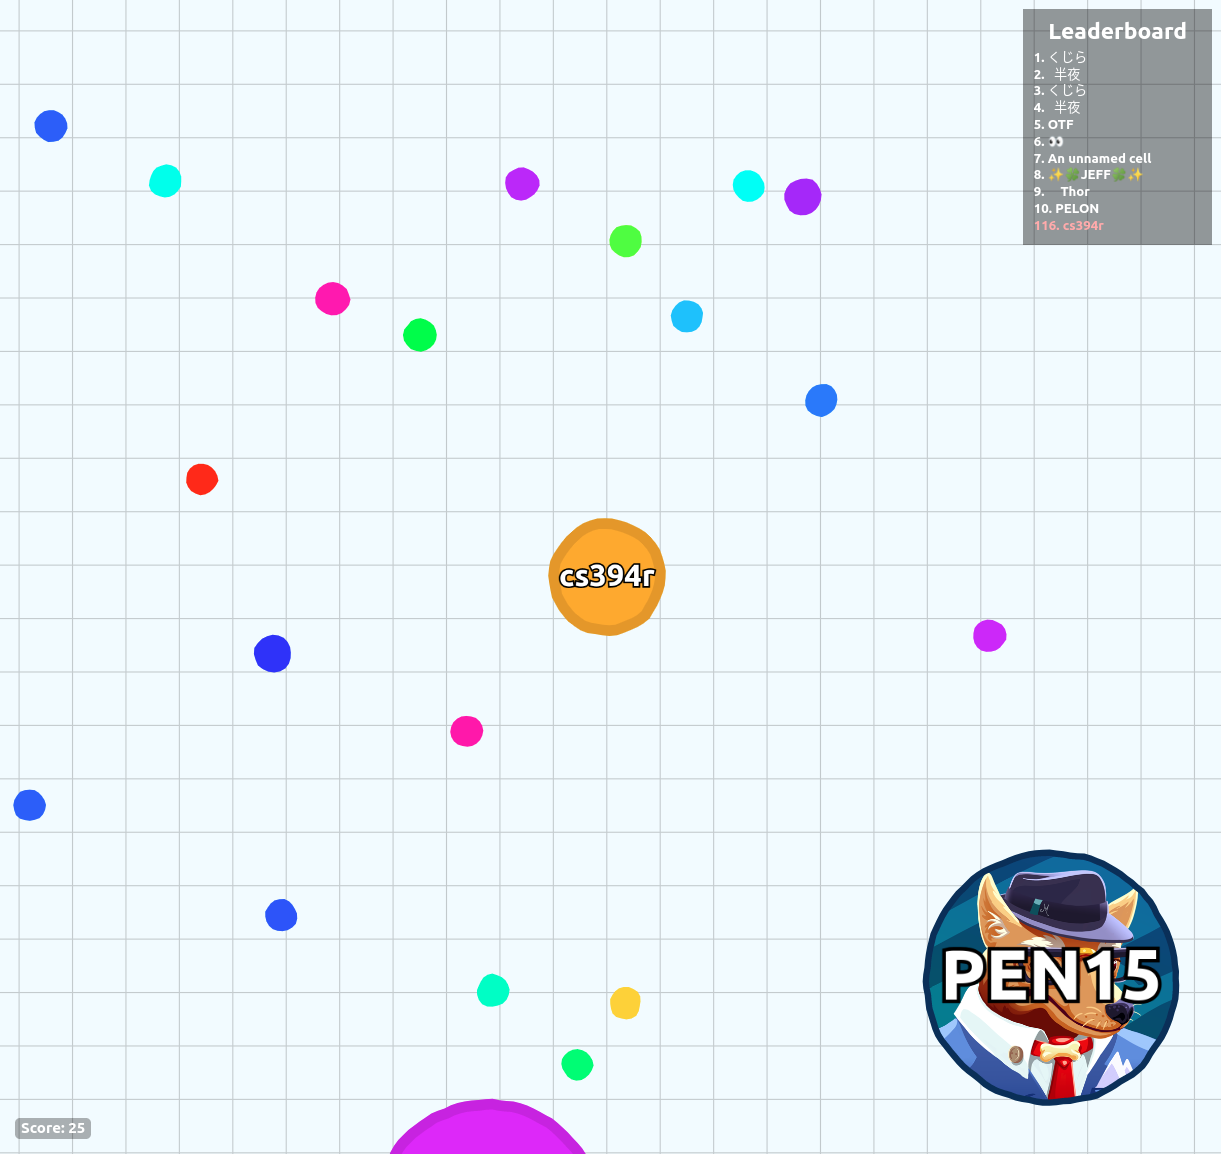 Leaderboard
1. くじら
2. 半夜
3. くじら
4. 半夜
5. OTF
6. 👀
7. An unnamed cell
8. ✨🍀JEFF🍀✨
9. Thor
10. PELON
116. cs394r
cs394r
PEN15
Score: 25